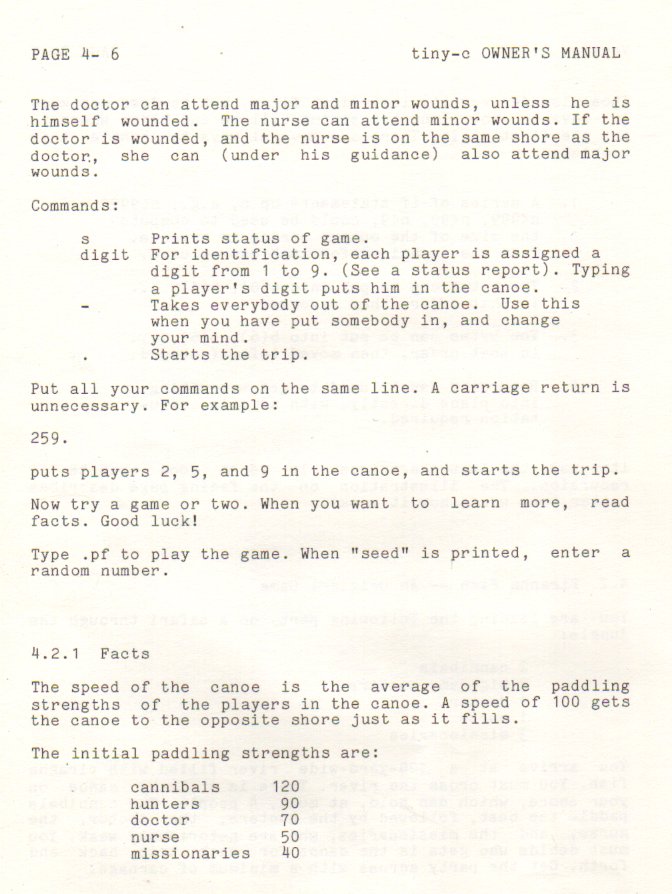 PAGE 4- 6 tiny-c OWNER'S MANUAL
The doctor can attend major and minor wounds, unless he is
himself wounded. The nurse can attend minor wounds. If the
doctor is wounded, and the nurse is on the same shore as the
doctor, she can (under his guidance) also attend major
wounds.
Commands:
s Prints status of game.
digit For identification, each player is assigned a
digit from 1 to 9. (See a status report). Typing
a player's digit puts him in the canoe.
- Takes everybody out of the canoe. Use this
when you have put somebody in, and change
your mind.
. Starts the trip.
Put all your commands on the same line. A carriage return is
unnecessary. For example:
259.
puts players 2, 5, and 9 in the canoe, and starts the trip.
Now try a game or two. When you want to learn more, read
facts. Good luck!
Type .pf to play the game. When "seed" is printed, enter a
random number.
4.2.1 Facts
The speed of the canoe is the average of the paddling
strengths of the players in the canoe. A speed of 100 gets
the canoe to the opposite shore just as it fills.
The initial paddling strengths are:
cannibals 120
hunters 90
doctor 70
nurse 50
missionaries 40